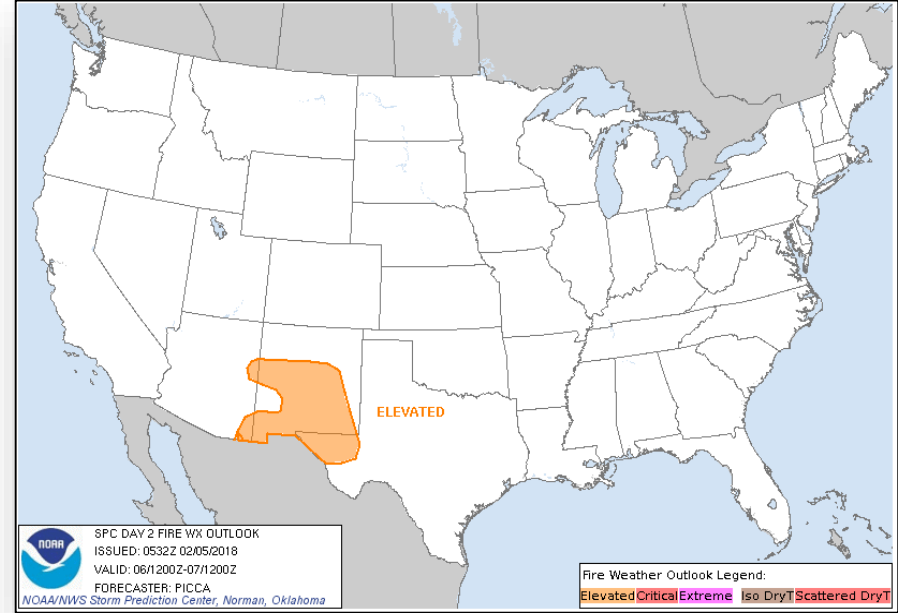 ELEVATED
NOAA
SPC DAY 2 FIRE WX OUTLOOK
ISSUED: 0532Z 02/05/2018
VALID: 06/1200Z-07/1200Z
FORECASTER: PICCA
NOAA/NWS Storm Prediction Center, Norman, Oklahoma
Fire Weather Outlook Legend:
Elevated Critical Extreme Iso DryT Scattered DryT